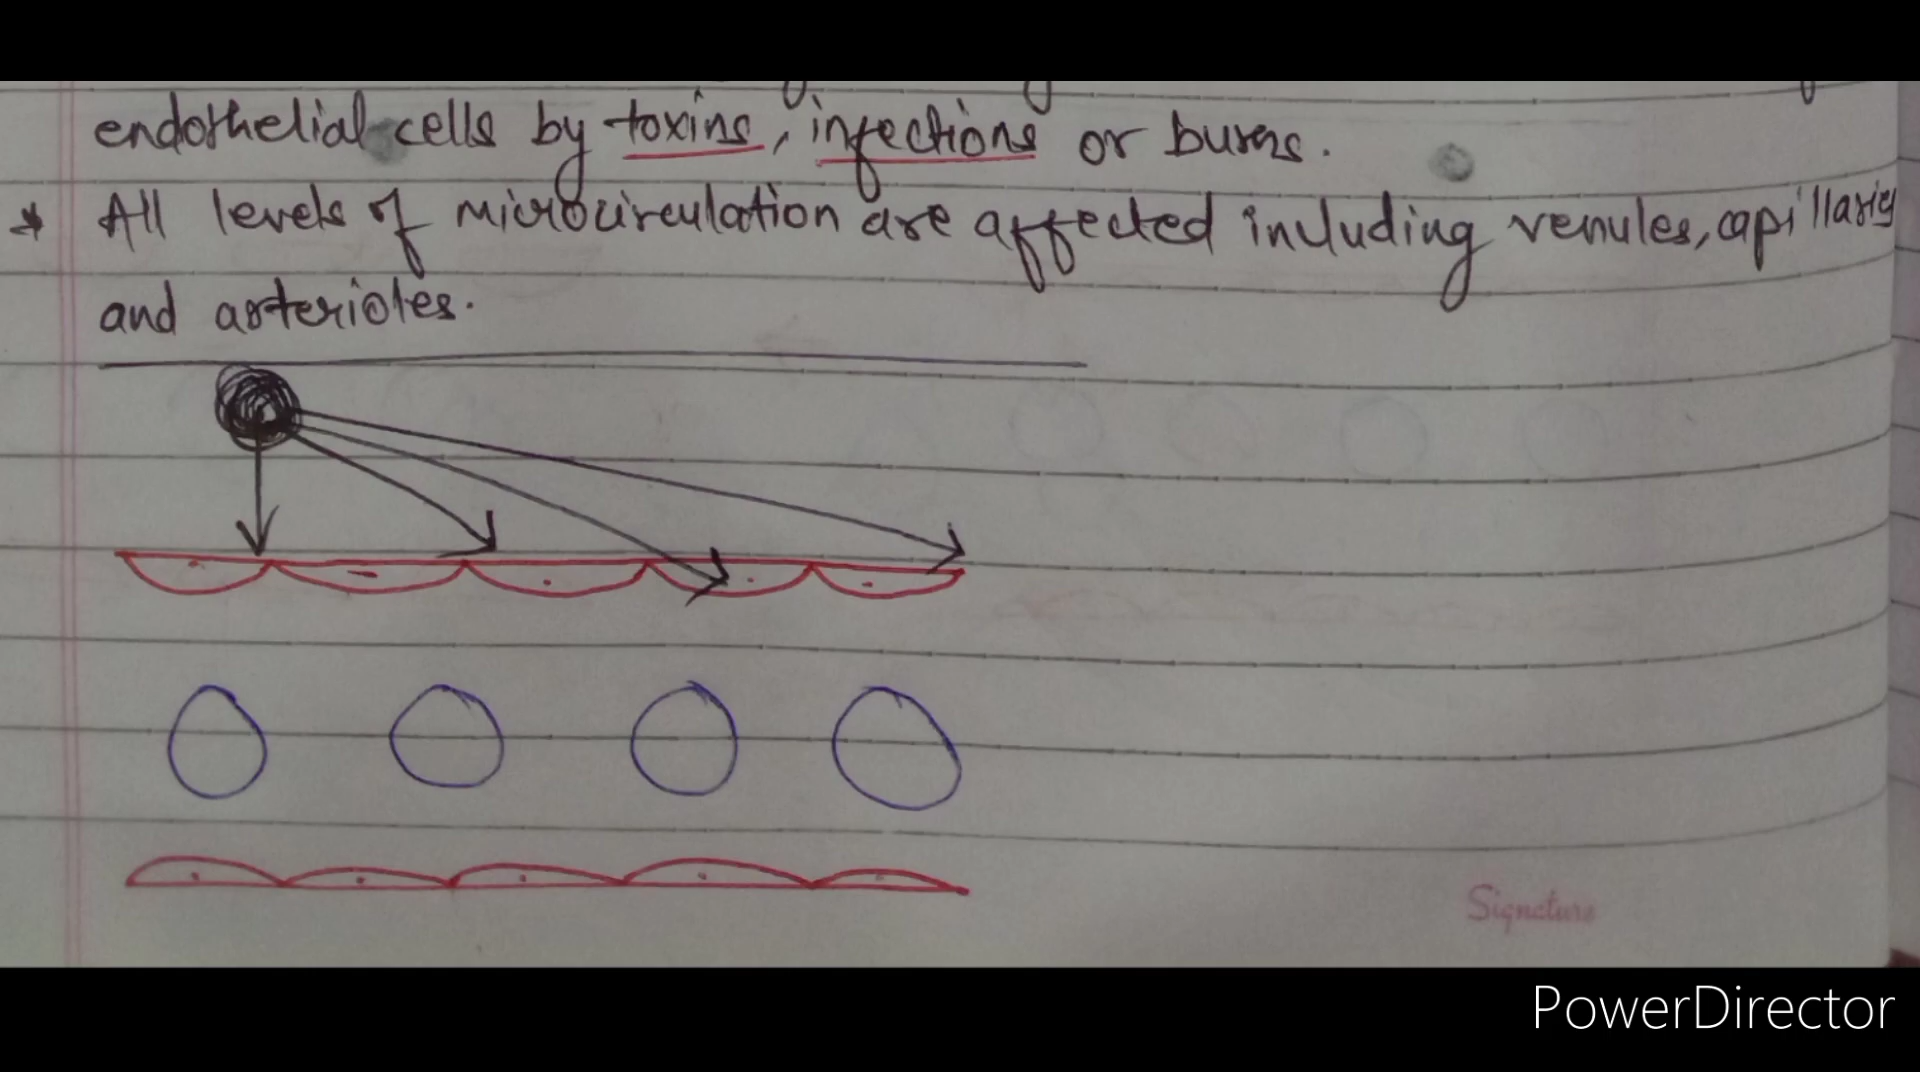 endothelial cells by toxins, infections or burns.
* All levels of microcirculation are affected including venules, capillaries
and arterioles.
Signature
PowerDirector